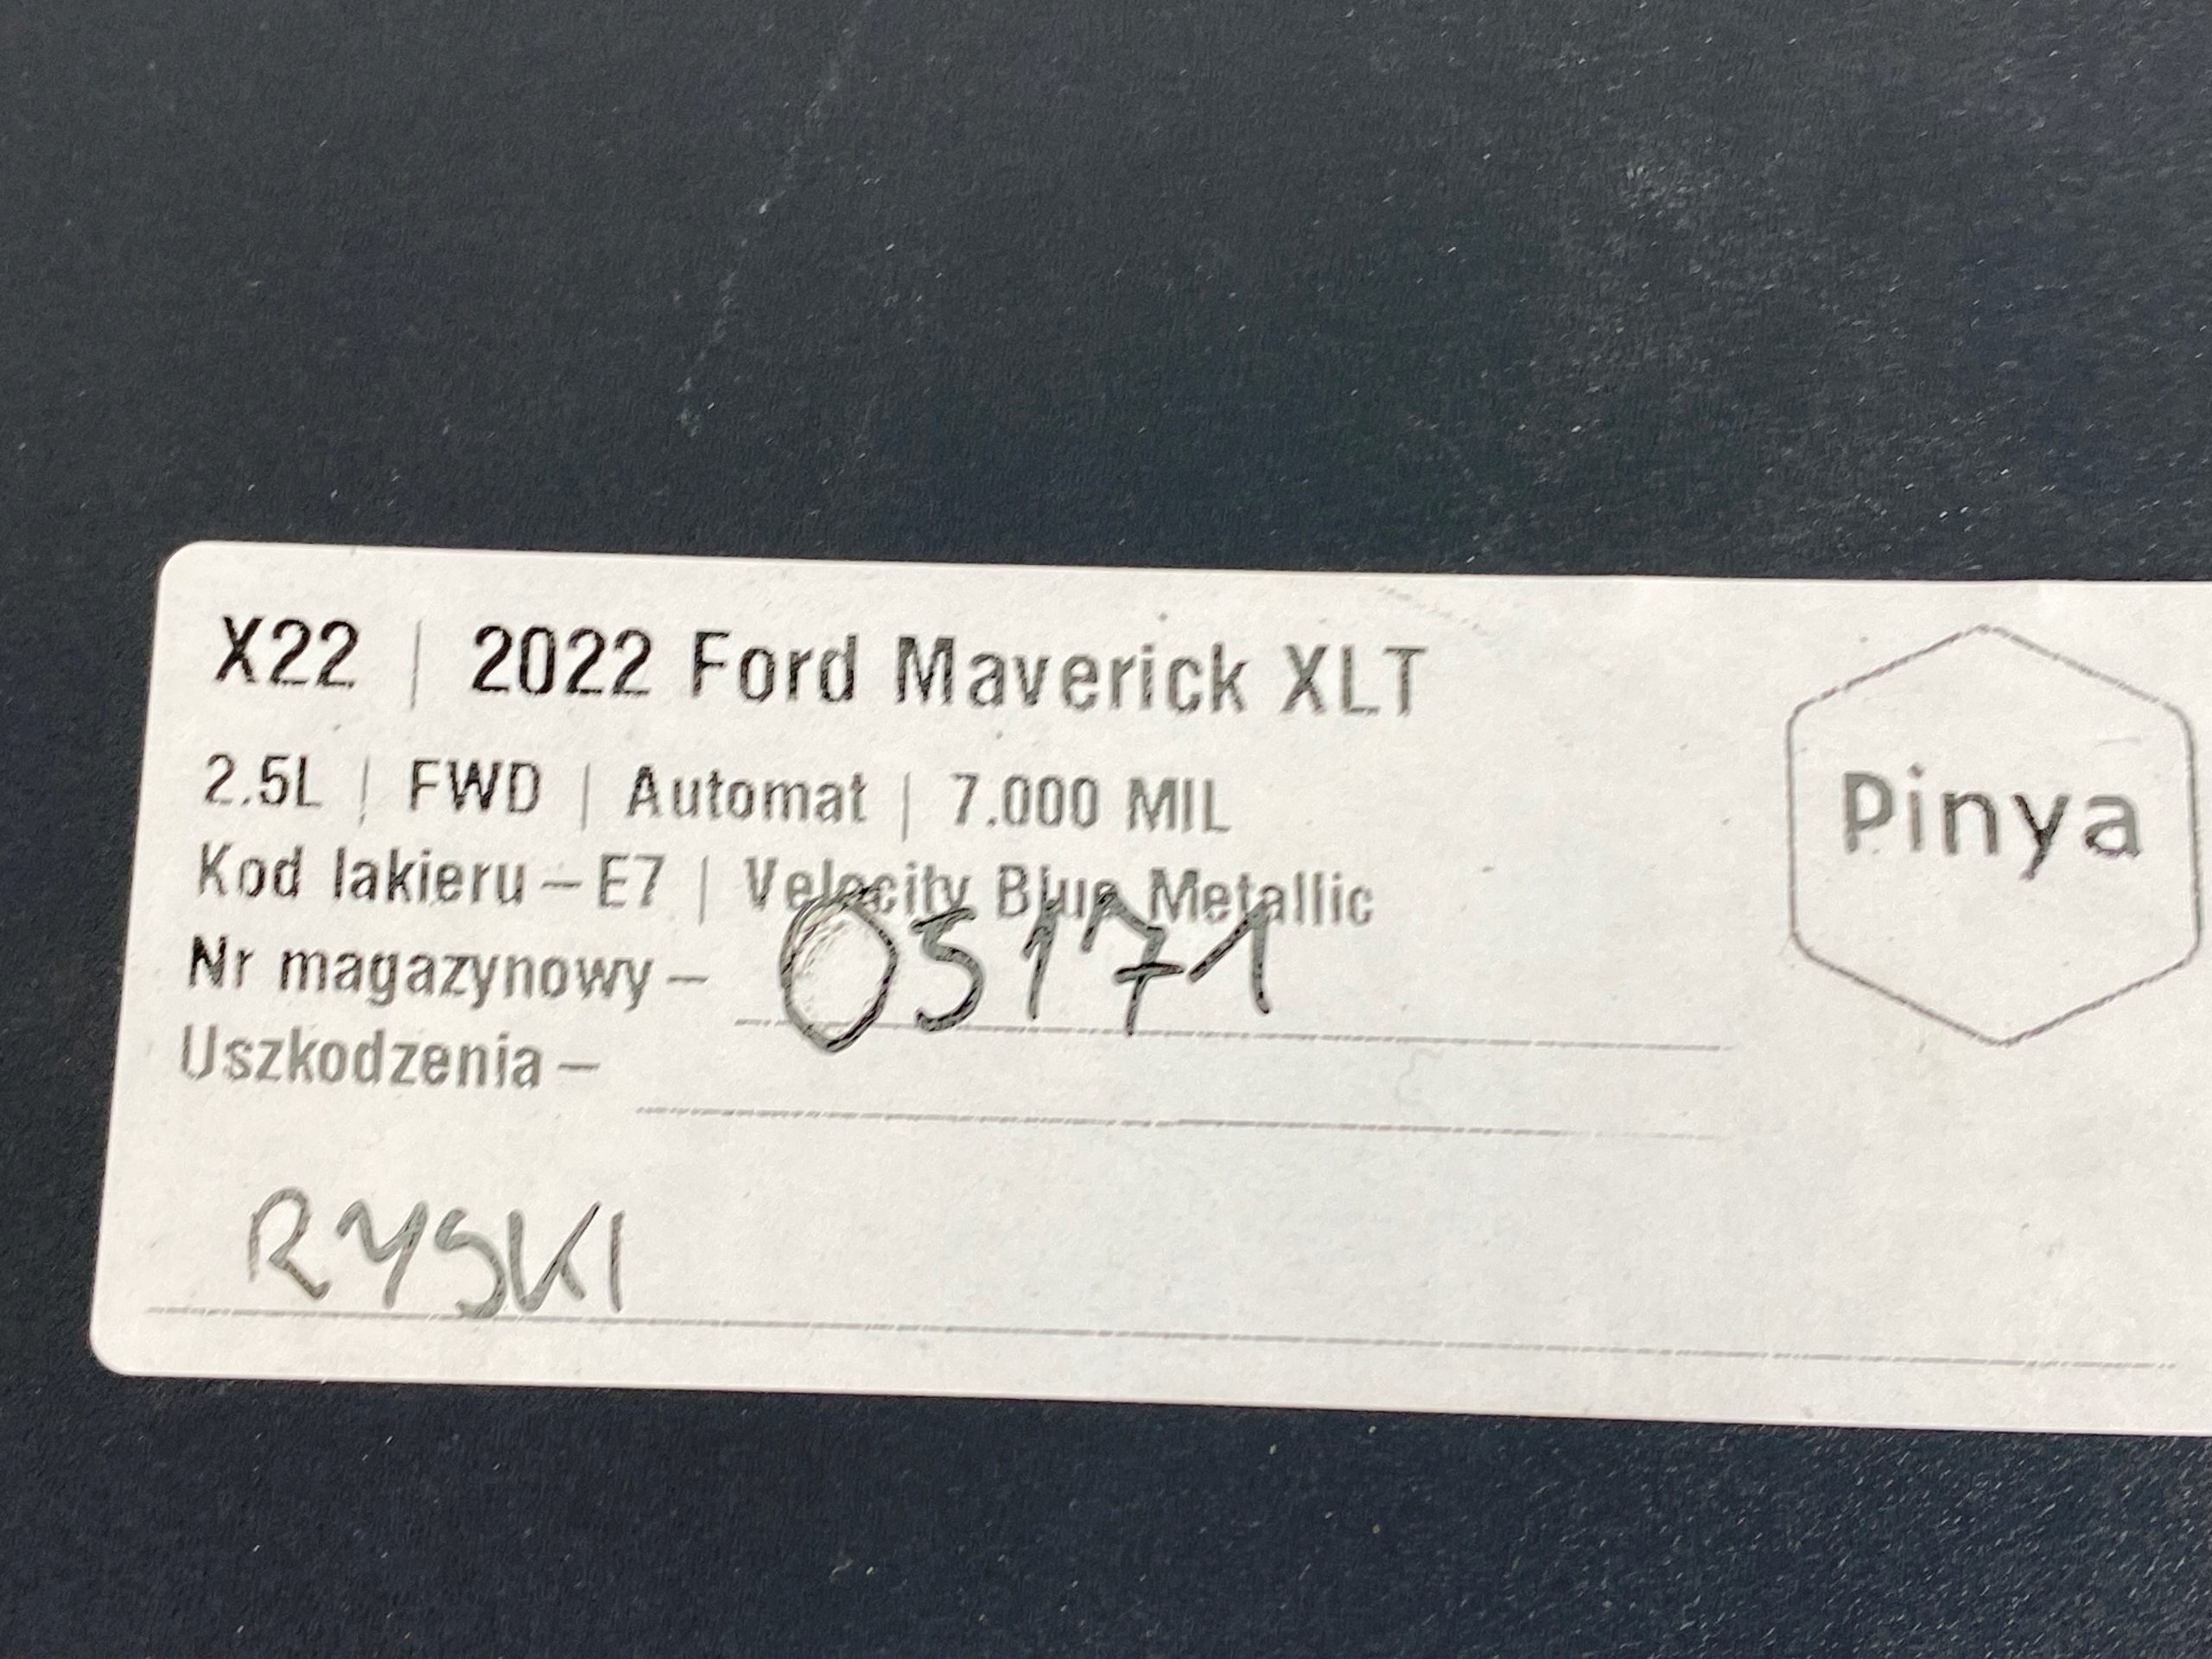 X22 | 2022 Ford Maverick XLT
2.5L | FWD | Automat | 7.000 MIL
Kod lakieru – E7 | Velocity Blue Metallic
Nr magazynowy – 05171
Uszkodzenia –
RYSKI
Pinya